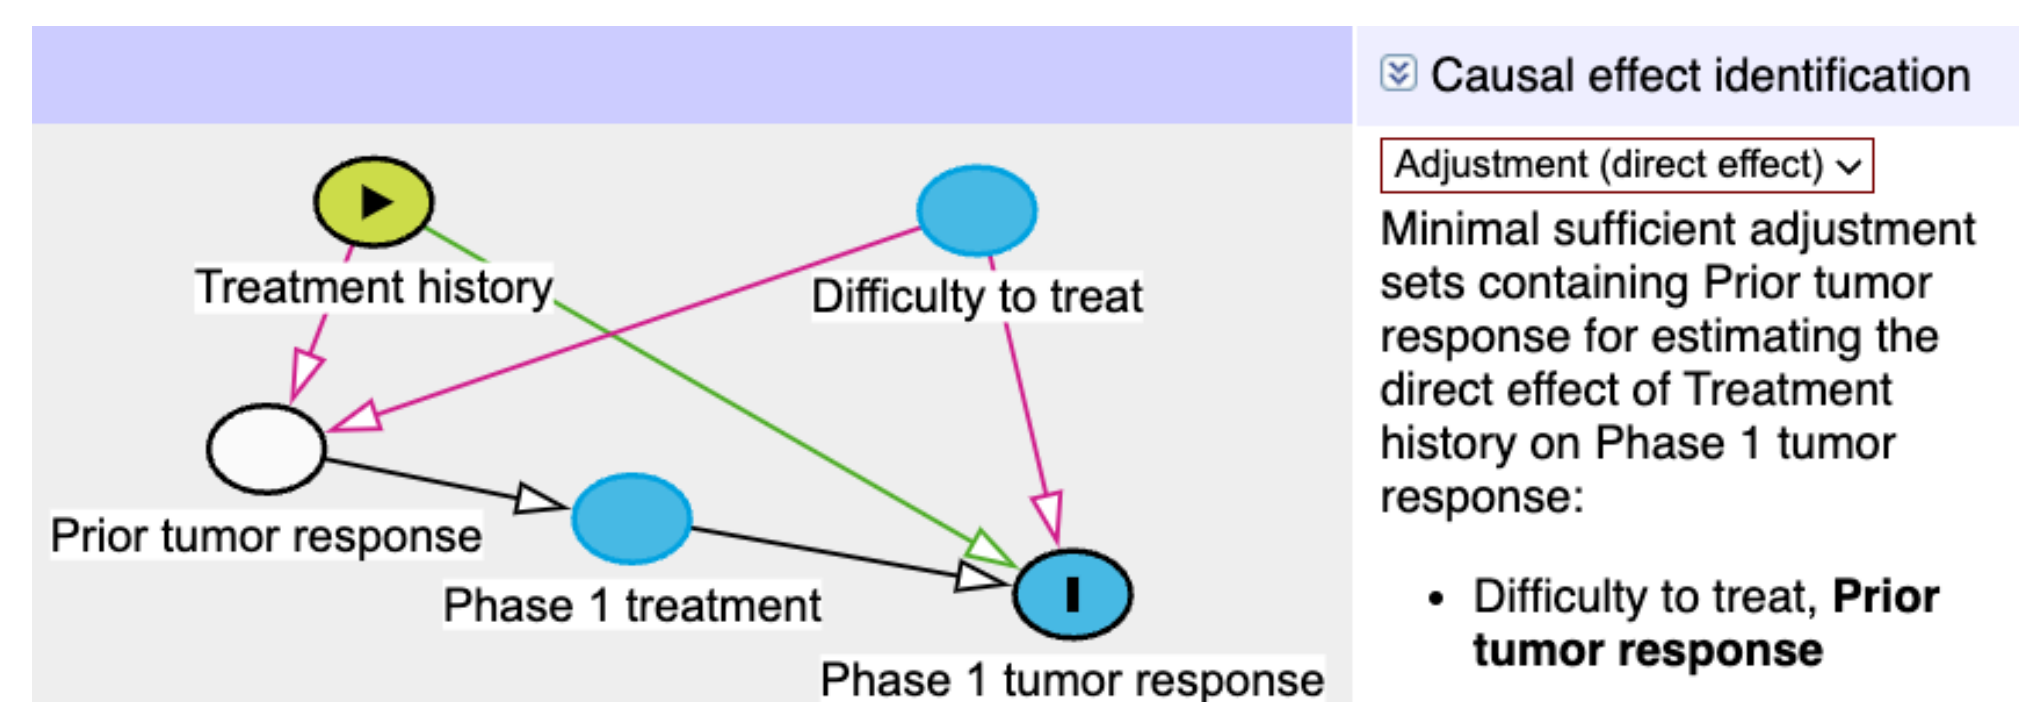 Causal effect identification
Adjustment (direct effect)
Minimal sufficient adjustment
sets containing Prior tumor
response for estimating the
direct effect of Treatment
history on Phase 1 tumor
response:
• Difficulty to treat, Prior
tumor response
Treatment history
Difficulty to treat
Prior tumor response
Phase 1 treatment
Phase 1 tumor response